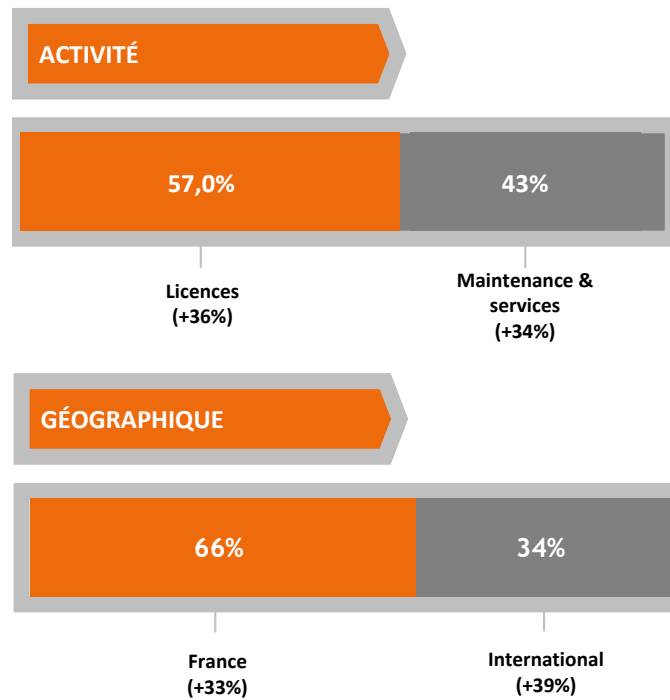 ACTIVITÉ
57,0%
43%
Licences
(+36%)
Maintenance &
services
(+34%)
GÉOGRAPHIQUE
66%
34%
France
(+33%)
International
(+39%)